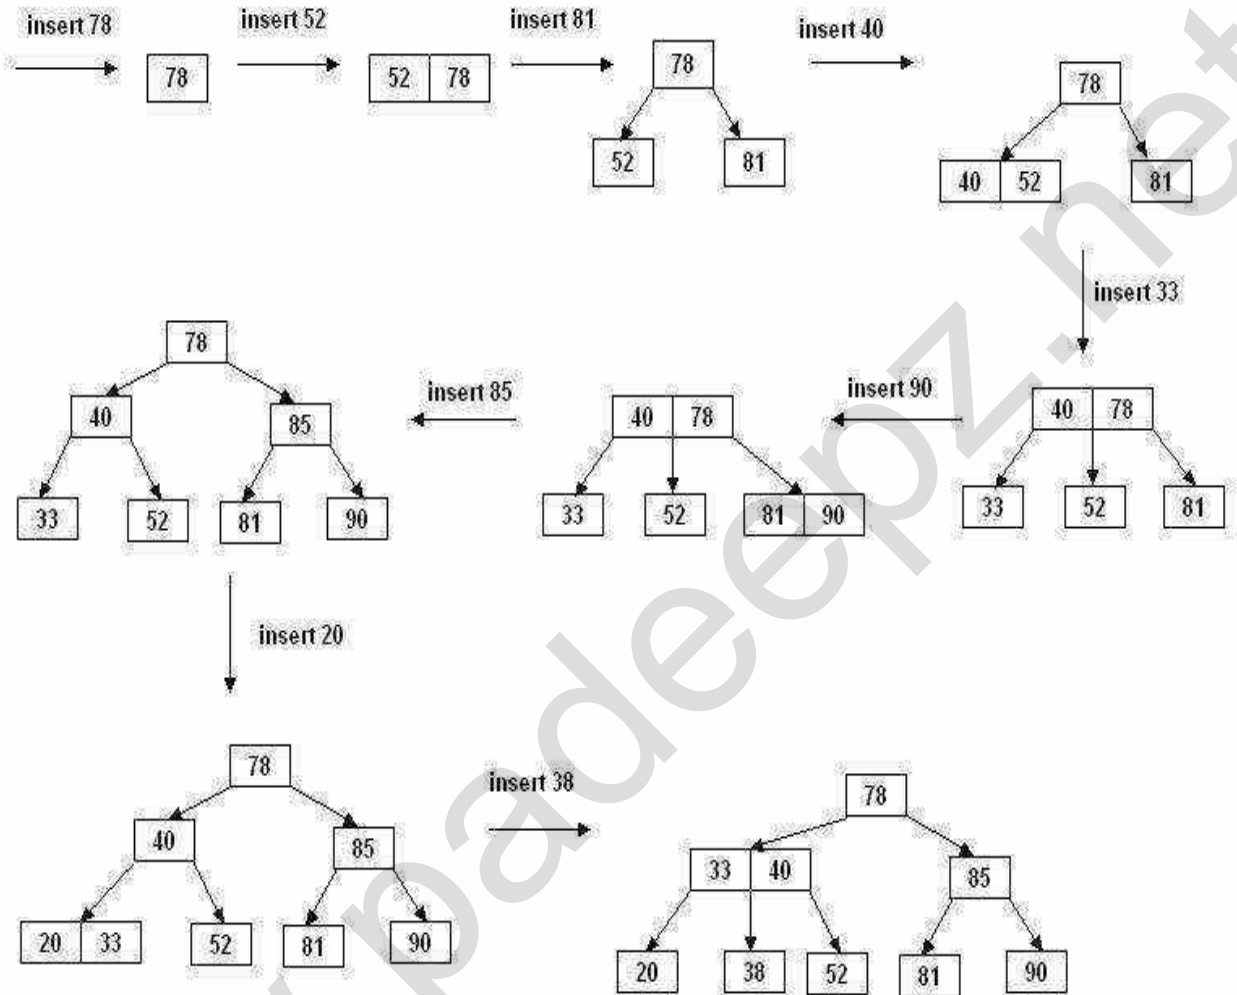 insert 78
78
insert 52
52 78
insert 81
78
52 81
insert 40
78
40 52 81
insert 33
40 78
33 52 81
insert 90
40 78
33 52 81 90
insert 85
78
40 85
33 52 81 90
insert 20
78
40 85
20 33 52 81 90
insert 38
78
33 40 85
20 38 52 81 90
padeepz.net